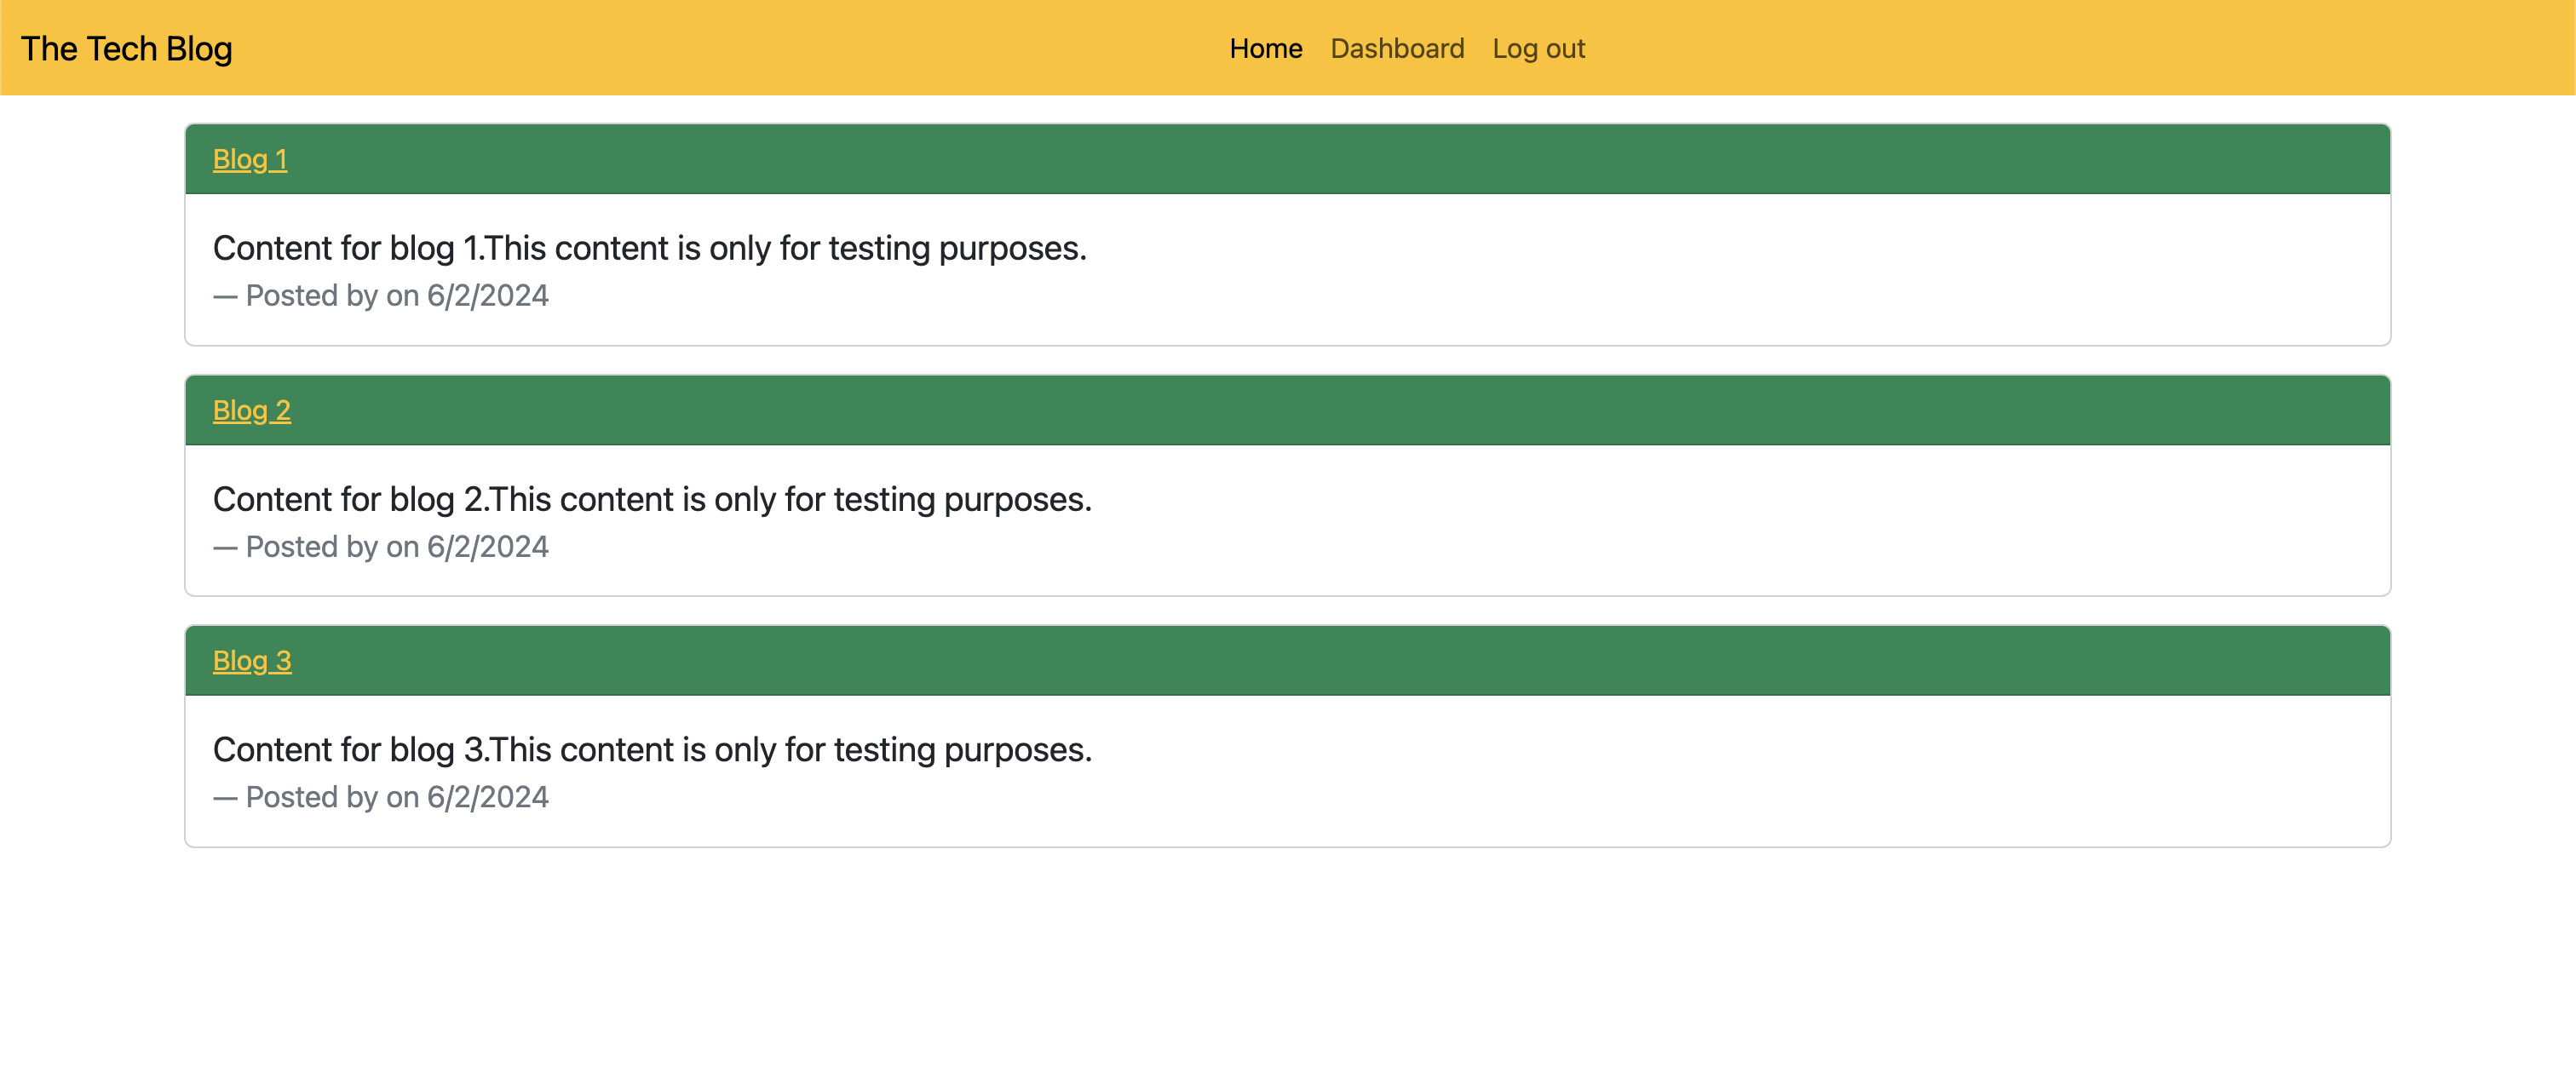 The Tech Blog
Home Dashboard Log out
Blog 1
Content for blog 1.This content is only for testing purposes.
— Posted by on 6/2/2024
Blog 2
Content for blog 2.This content is only for testing purposes.
— Posted by on 6/2/2024
Blog 3
Content for blog 3.This content is only for testing purposes.
— Posted by on 6/2/2024